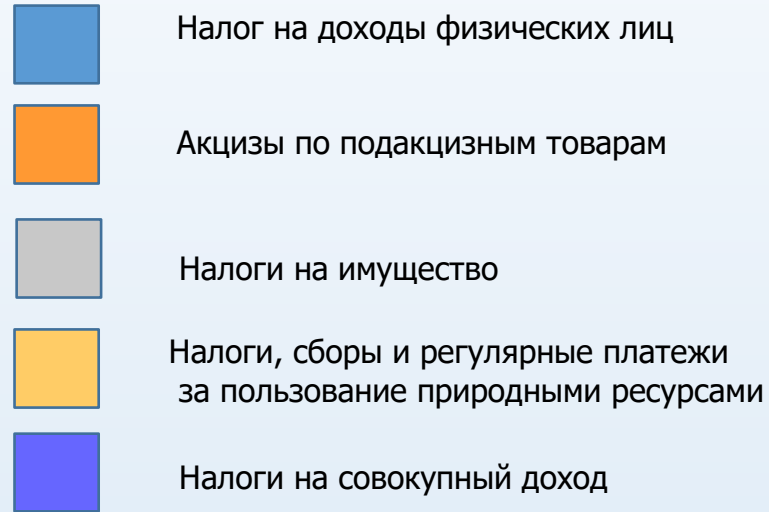 Налог на доходы физических лиц
Акцизы по подакцизным товарам
Налоги на имущество
Налоги, сборы и регулярные платежи
за пользование природными ресурсами
Налоги на совокупный доход